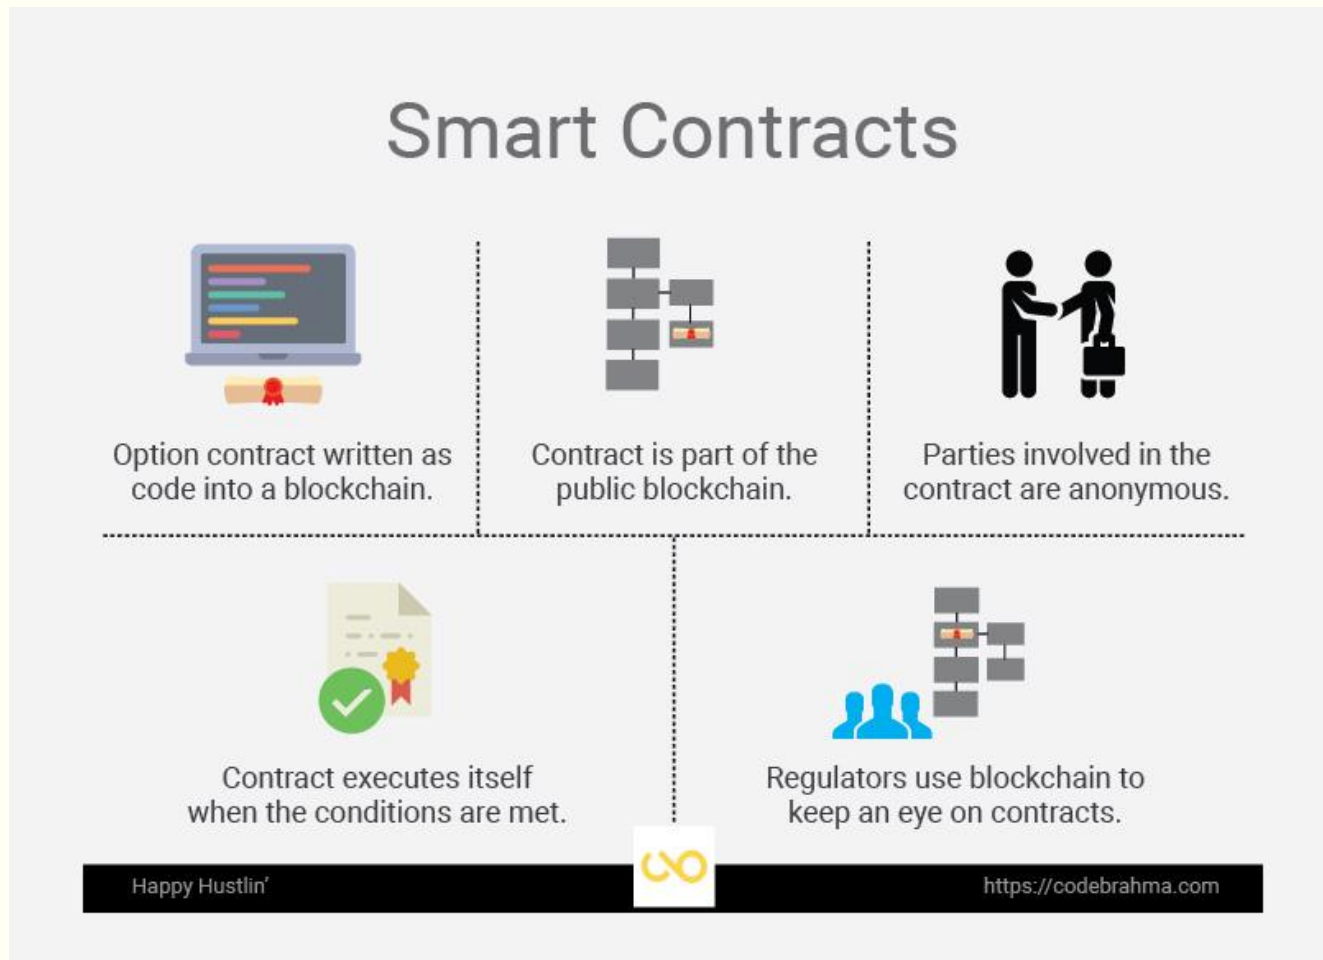 Smart Contracts
Option contract written as
code into a blockchain.
Contract is part of the
public blockchain.
Parties involved in the
contract are anonymous.
Contract executes itself
when the conditions are met.
Regulators use blockchain to
keep an eye on contracts.
Happy Hustlin'
https://codebrahma.com